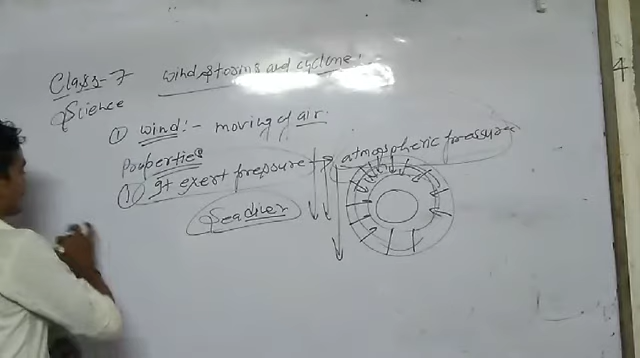 Class-7 wind, storms and cyclone :-
Science
① wind :- moving of air.
Properties
① It exert pressure → atmospheric pressure
4